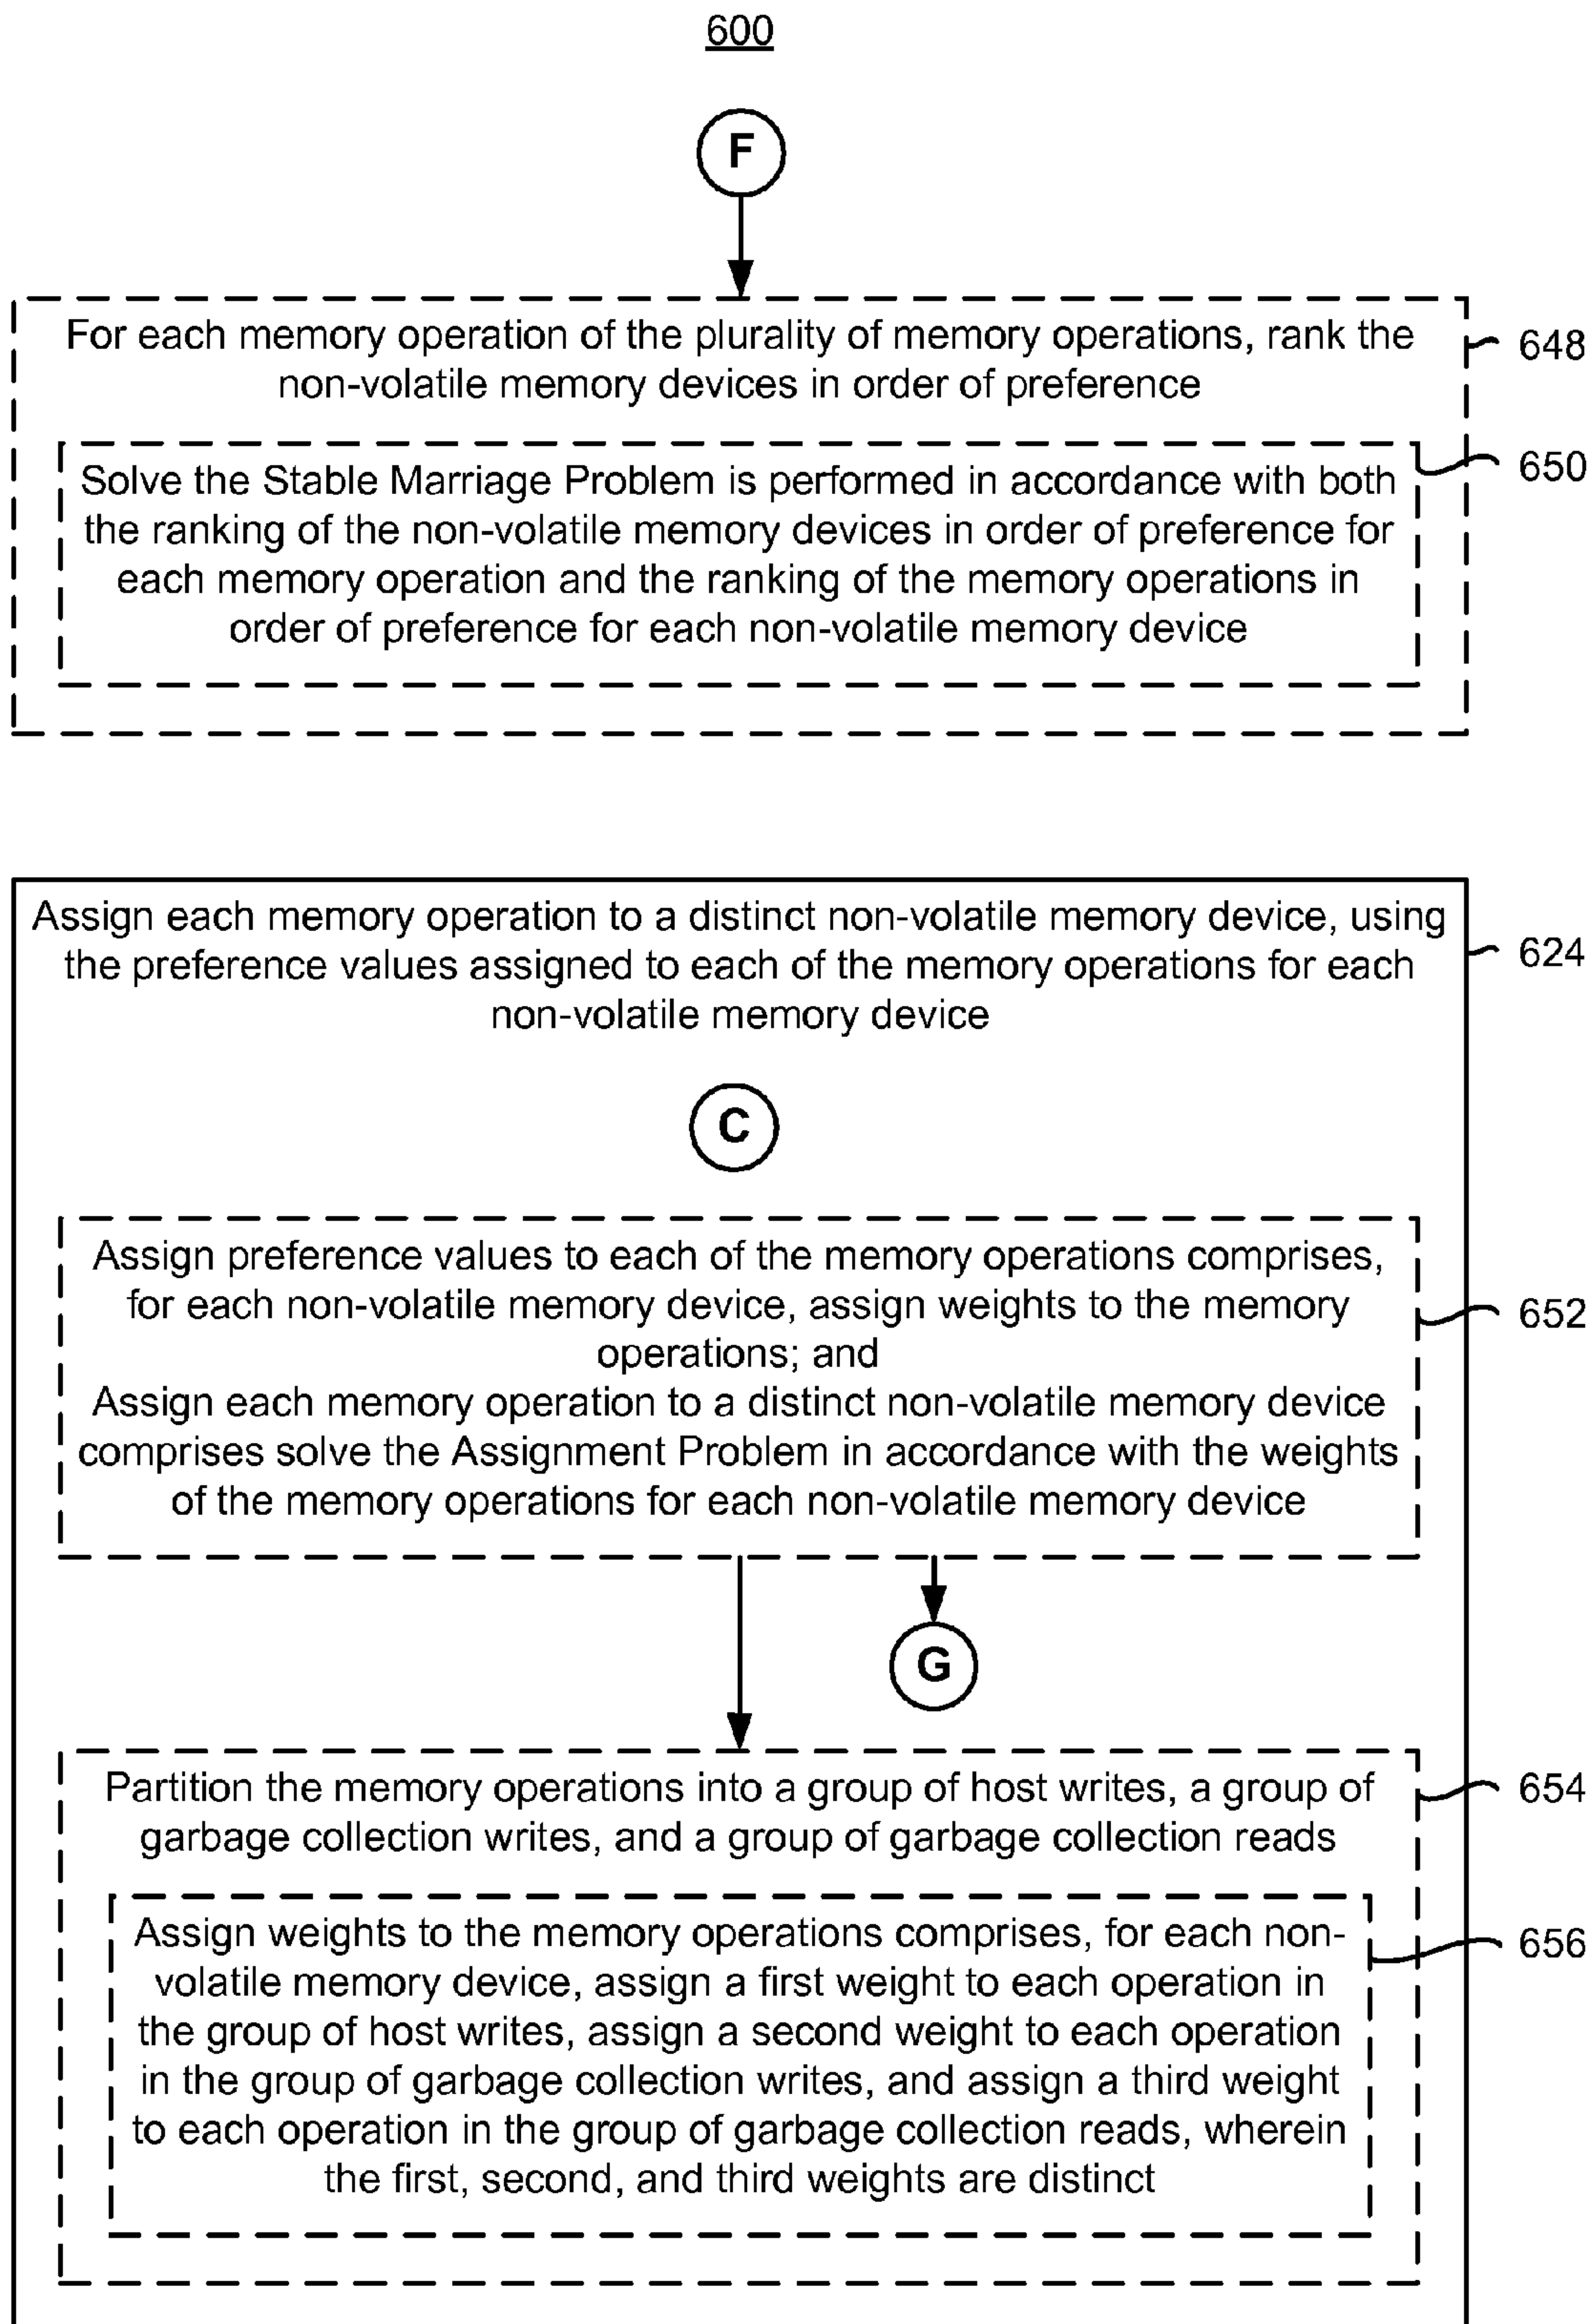 600
F
For each memory operation of the plurality of memory operations, rank the
non-volatile memory devices in order of preference
648
Solve the Stable Marriage Problem is performed in accordance with both
the ranking of the non-volatile memory devices in order of preference for
each memory operation and the ranking of the memory operations in
order of preference for each non-volatile memory device
650
Assign each memory operation to a distinct non-volatile memory device, using
the preference values assigned to each of the memory operations for each
non-volatile memory device
624
C
Assign preference values to each of the memory operations comprises,
for each non-volatile memory device, assign weights to the memory
operations; and
Assign each memory operation to a distinct non-volatile memory device
comprises solve the Assignment Problem in accordance with the weights
of the memory operations for each non-volatile memory device
652
G
Partition the memory operations into a group of host writes, a group of
garbage collection writes, and a group of garbage collection reads
654
Assign weights to the memory operations comprises, for each non-
volatile memory device, assign a first weight to each operation in
the group of host writes, assign a second weight to each operation
in the group of garbage collection writes, and assign a third weight
to each operation in the group of garbage collection reads, wherein
the first, second, and third weights are distinct
656